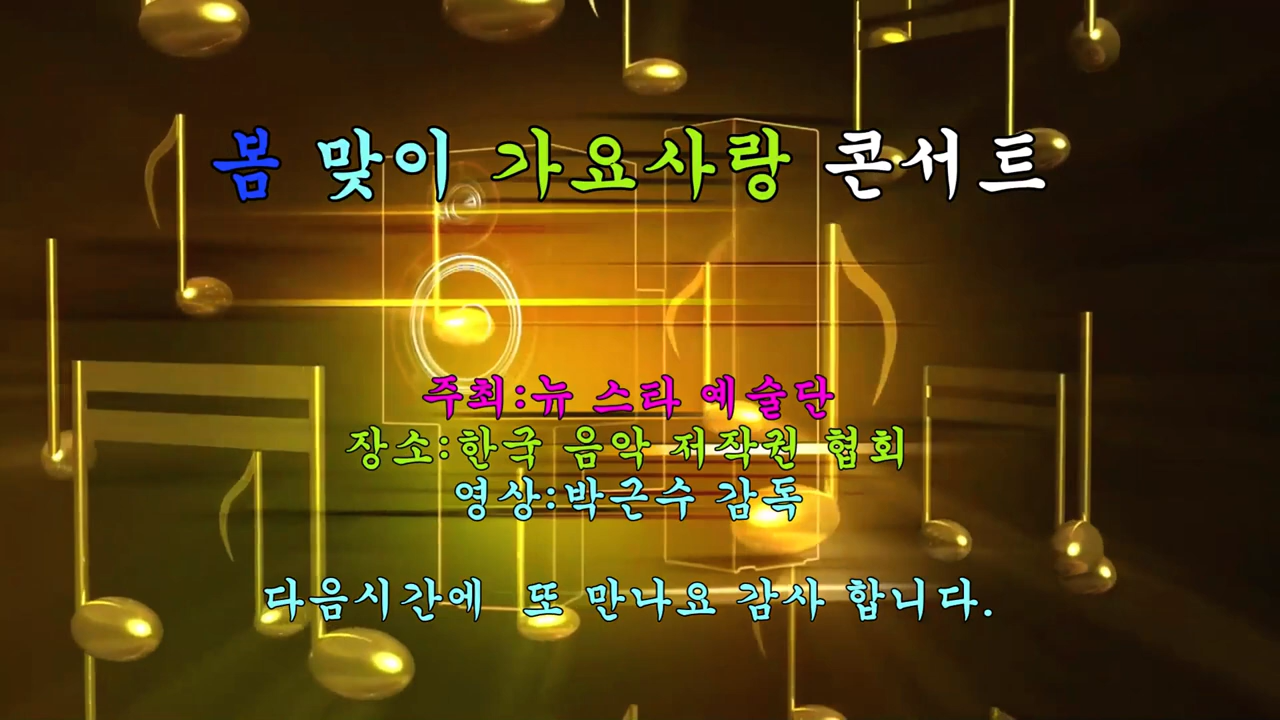 봄 맞이 가요사랑 콘서트
주최:뉴 스타 예술단
장소:한국 음악 저작권 협회
영상:박근수 감독
다음시간에 또 만나요 감사 합니다.